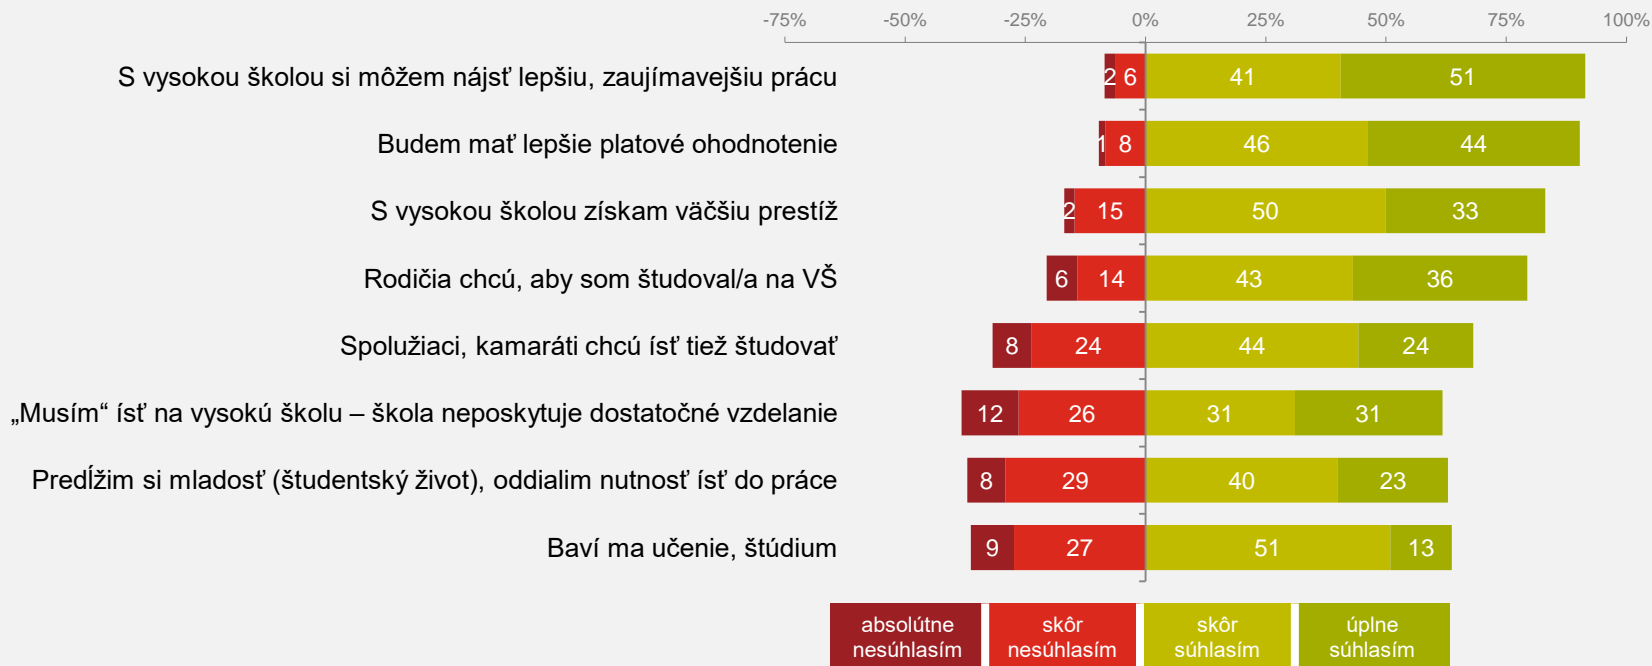 -75% -50% -25% 0% 25% 50% 75% 100%
S vysokou školou si môžem nájsť lepšiu, zaujímavejšiu prácu 2 6 41 51
Budem mať lepšie platové ohodnotenie 1 8 46 44
S vysokou školou získam väčšiu prestíž 2 15 50 33
Rodičia chcú, aby som študoval/a na VŠ 6 14 43 36
Spolužiaci, kamaráti chcú ísť tiež študovať 8 24 44 24
„Musím“ ísť na vysokú školu – škola neposkytuje dostatočné vzdelanie 12 26 31 31
Predĺžim si mladosť (študentský život), oddialim nutnosť ísť do práce 8 29 40 23
Baví ma učenie, štúdium 9 27 51 13
absolútne
nesúhlasím
skôr
nesúhlasím
skôr
súhlasím
úplne
súhlasím